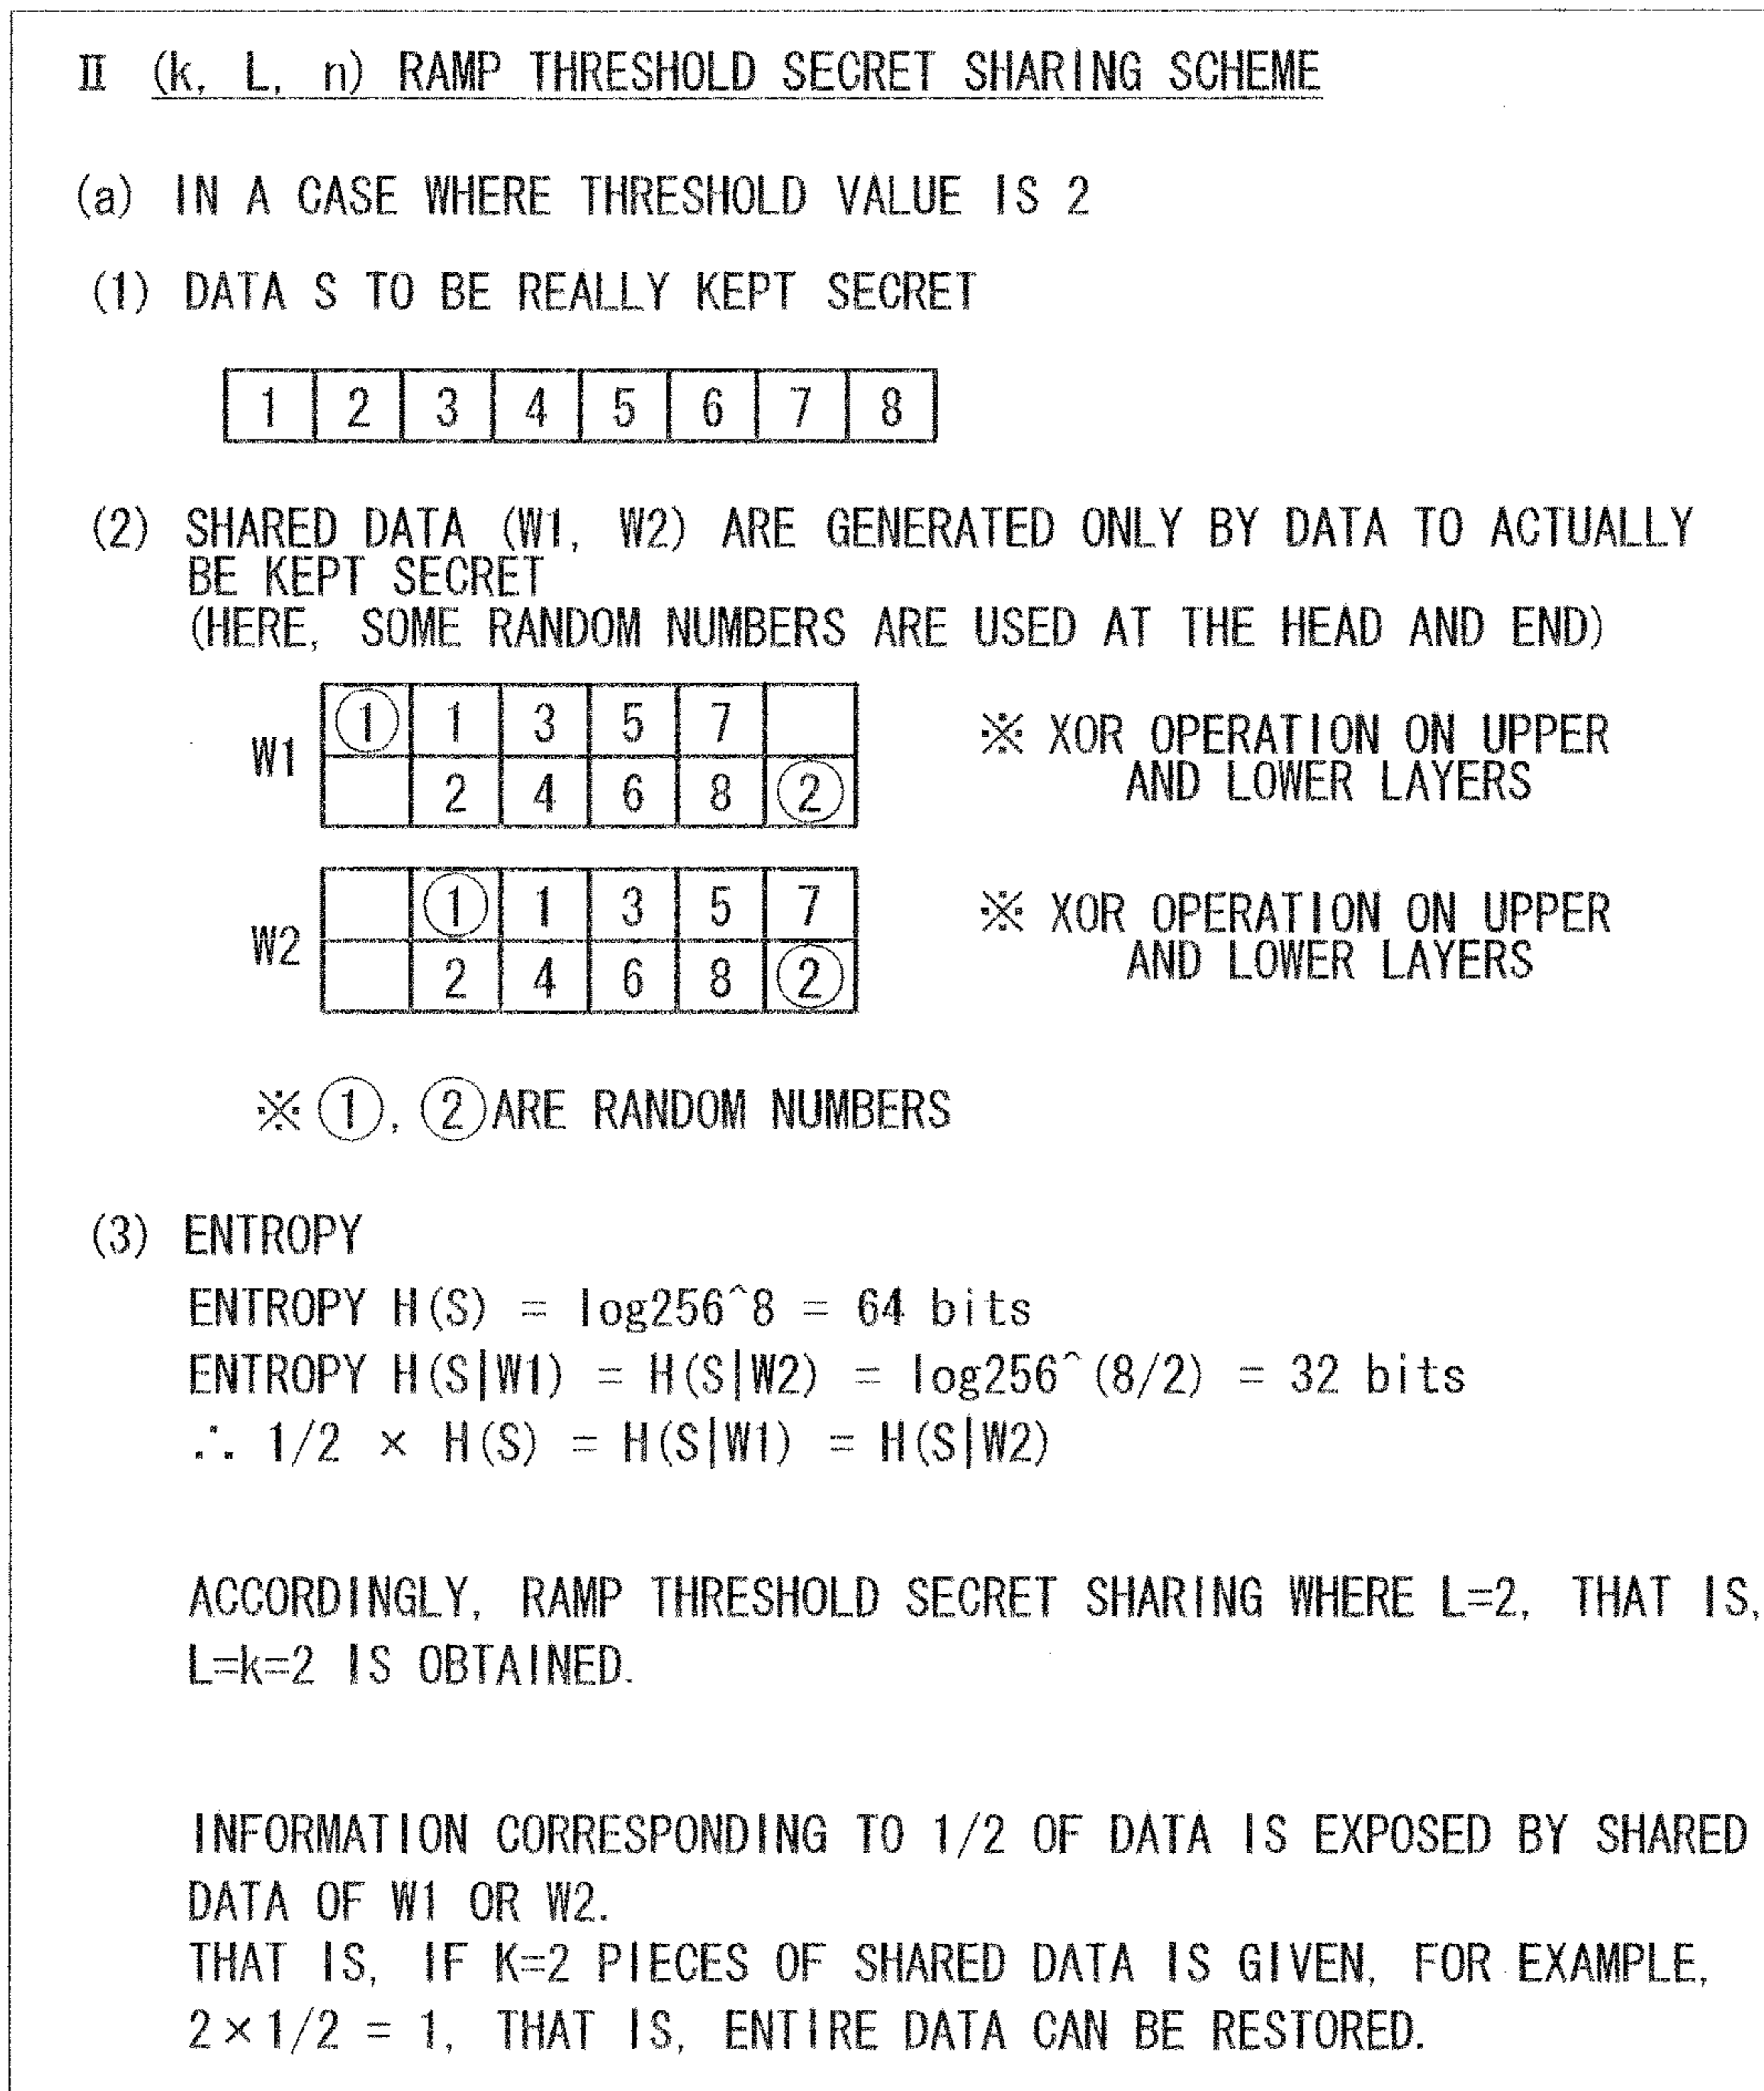 Ⅱ (k, L, n) RAMP THRESHOLD SECRET SHARING SCHEME
(a) IN A CASE WHERE THRESHOLD VALUE IS 2
(1) DATA S TO BE REALLY KEPT SECRET
1 2 3 4 5 6 7 8
(2) SHARED DATA (W1, W2) ARE GENERATED ONLY BY DATA TO ACTUALLY
BE KEPT SECRET
(HERE, SOME RANDOM NUMBERS ARE USED AT THE HEAD AND END)
W1
① 1 3 5 7
2 4 6 8 ②
※ XOR OPERATION ON UPPER
AND LOWER LAYERS
W2
① 1 3 5 7
2 4 6 8 ②
※ XOR OPERATION ON UPPER
AND LOWER LAYERS
※ ①, ② ARE RANDOM NUMBERS
(3) ENTROPY
ENTROPY H(S) = log256^8 = 64 bits
ENTROPY H(S|W1) = H(S|W2) = log256^(8/2) = 32 bits
∴ 1/2 × H(S) = H(S|W1) = H(S|W2)
ACCORDINGLY, RAMP THRESHOLD SECRET SHARING WHERE L=2, THAT IS,
L=k=2 IS OBTAINED.
INFORMATION CORRESPONDING TO 1/2 OF DATA IS EXPOSED BY SHARED
DATA OF W1 OR W2.
THAT IS, IF K=2 PIECES OF SHARED DATA IS GIVEN, FOR EXAMPLE,
2×1/2 = 1, THAT IS, ENTIRE DATA CAN BE RESTORED.